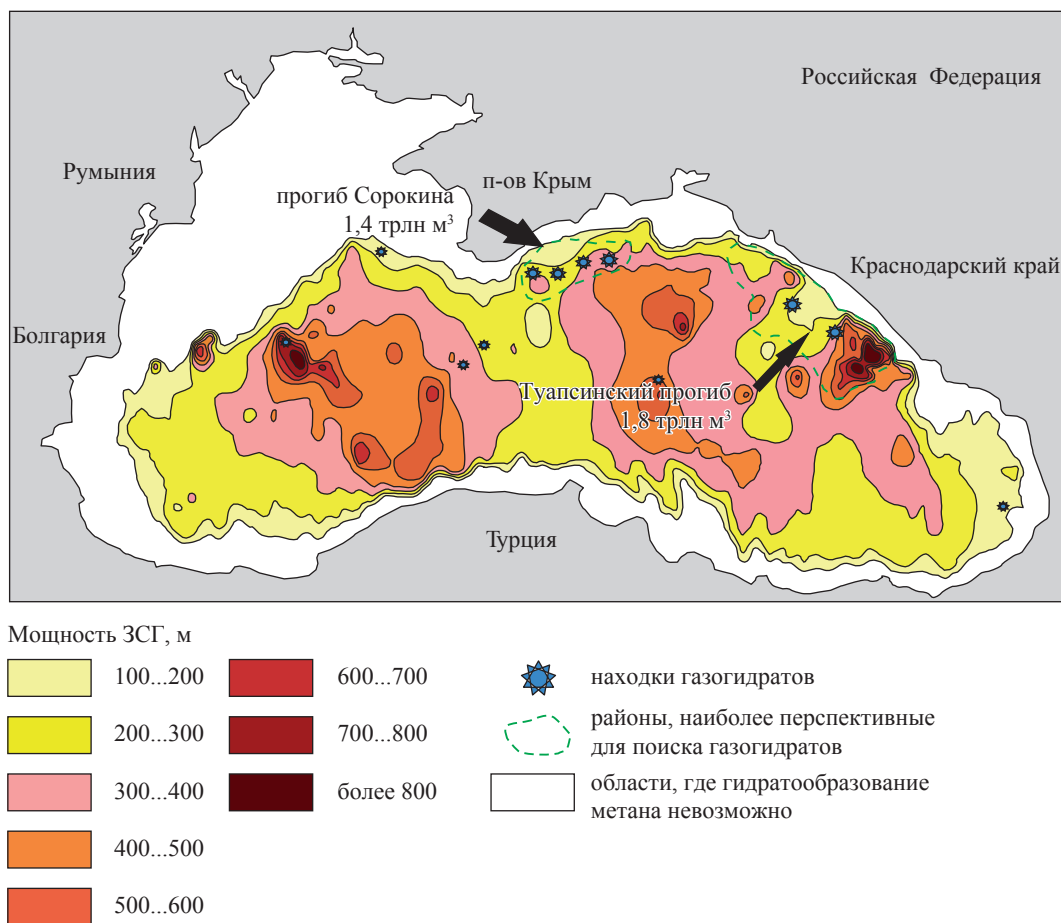 Российская Федерация
Румыния
п-ов Крым
прогиб Сорокина
1,4 трлн м³
Краснодарский край
Болгария
Туапсинский прогиб
1,8 трлн м³
Турция
Мощность ЗСГ, м
100...200
200...300
300...400
400...500
500...600
600...700
700...800
более 800
находки газогидратов
районы, наиболее перспективные
для поиска газогидратов
области, где гидратообразование
метана невозможно